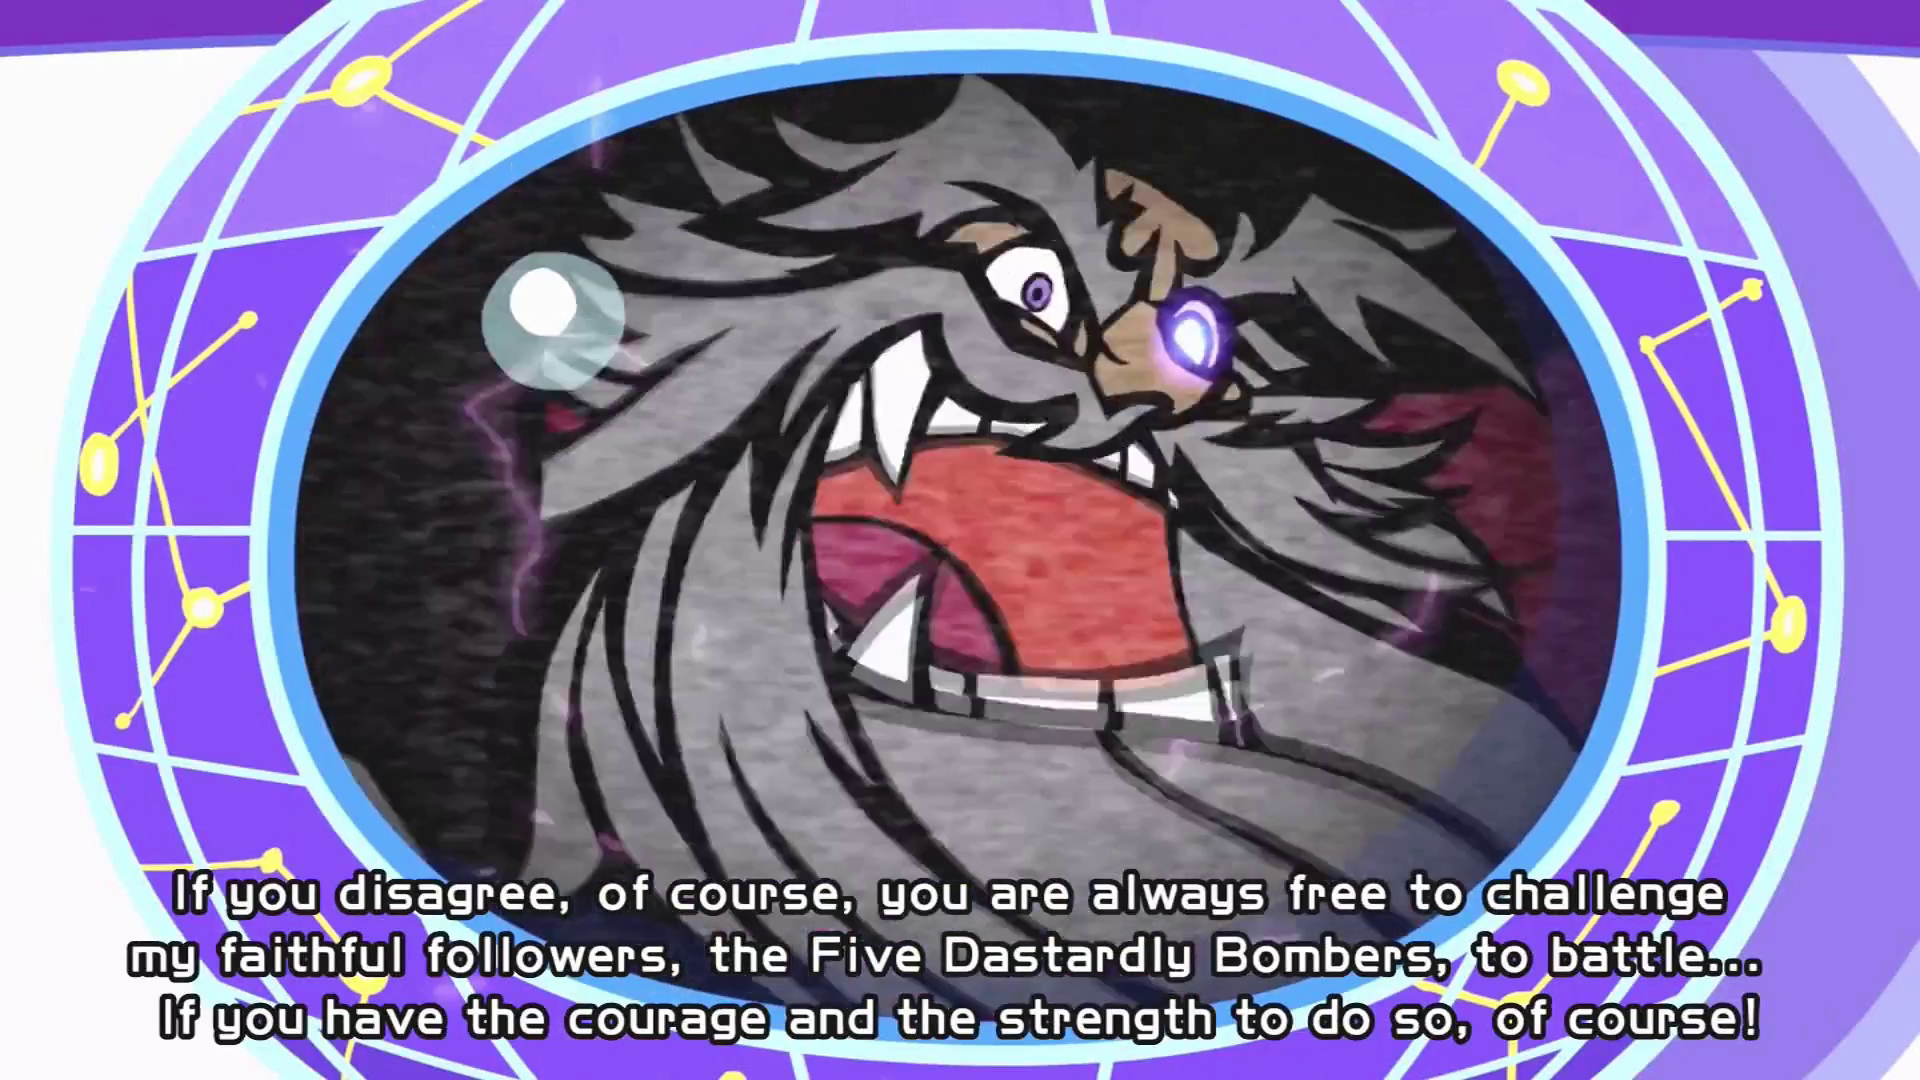 If you disagree, of course, you are always free to challenge
my faithful followers, the Five Dastardly Bombers, to battle...
If you have the courage and the strength to do so, of course!